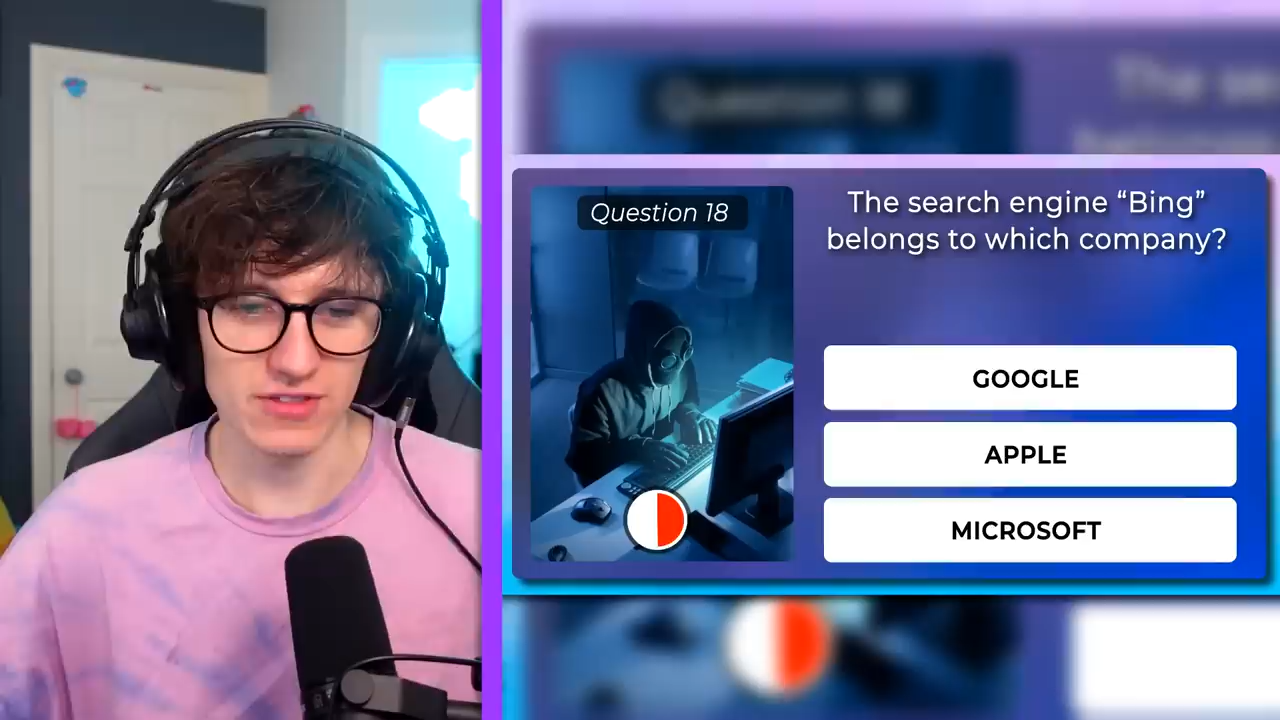 Question 18
The search engine “Bing”
belongs to which company?
GOOGLE
APPLE
MICROSOFT